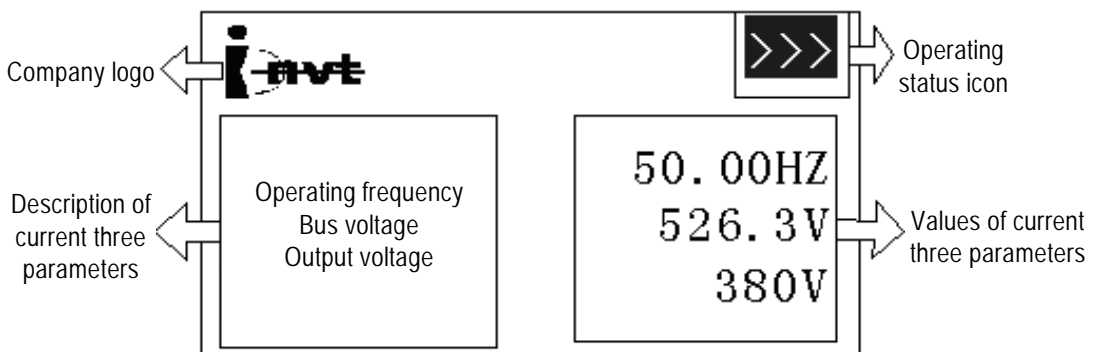 invt
>>>
Company logo
Operating
status icon
Description of
current three
parameters
Operating frequency
Bus voltage
Output voltage
50.00HZ
526.3V
380V
Values of current
three parameters